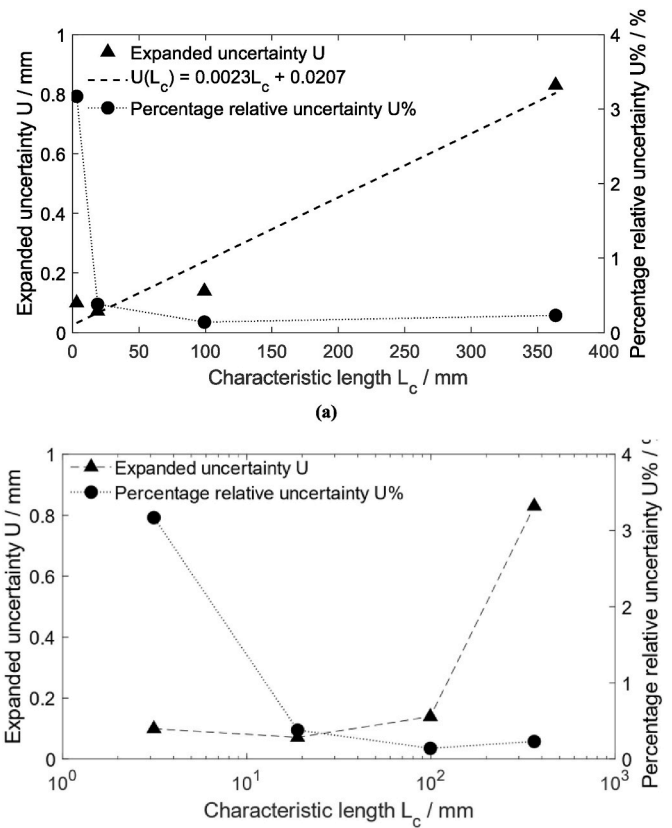 Expanded uncertainty U / mm
1
0.8
0.6
0.4
0.2
0
Expanded uncertainty U
U(Lc) = 0.0023Lc + 0.0207
Percentage relative uncertainty U%
4
3
2
1
0
Percentage relative uncertainty U% / %
0 50 100 150 200 250 300 350 400
Characteristic length Lc / mm
(a)
Expanded uncertainty U / mm
1
0.8
0.6
0.4
0.2
0
Expanded uncertainty U
Percentage relative uncertainty U%
4
3
2
1
0
Percentage relative uncertainty U% /
10^0 10^1 10^2 10^3
Characteristic length Lc / mm